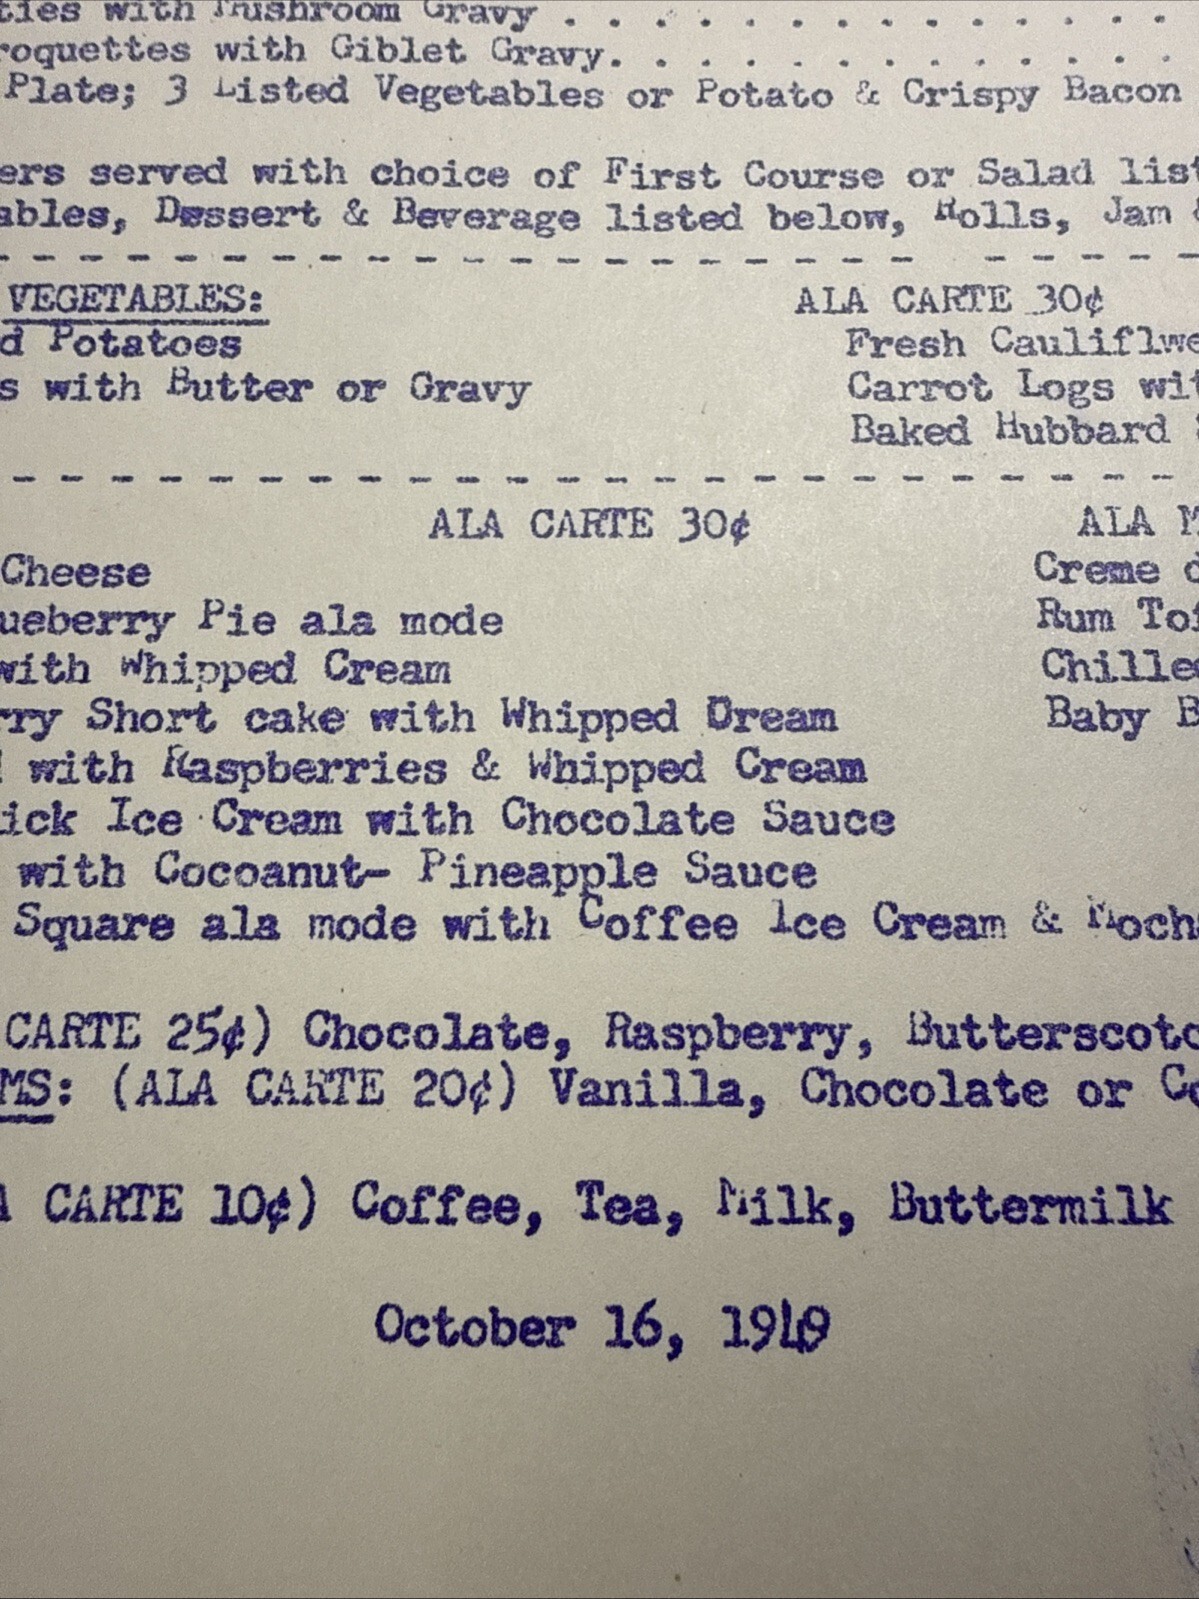 ties with Mushroom Gravy . . . . . . . . . . . . . .
roquettes with Giblet Gravy. . . . . . . . . . . . .
Plate; 3 Listed Vegetables or Potato & Crispy Bacon
ers served with choice of First Course or Salad list
ables, Dessert & Beverage listed below, Rolls, Jam &
VEGETABLES: ALA CARTE 30¢
d Potatoes Fresh Cauliflwe
s with Butter or Gravy Carrot Logs wit
Baked Hubbard
ALA CARTE 30¢ ALA M
Cheese Creme d
ueberry Pie ala mode Rum Tor
with Whipped Cream Chilled
rry Short cake with Whipped Dream Baby B
with Raspberries & Whipped Cream
ick Ice Cream with Chocolate Sauce
with Cocoanut- Pineapple Sauce
Square ala mode with Coffee Ice Cream & Moch
CARTE 25¢) Chocolate, Raspberry, Butterscotc
MS: (ALA CARTE 20¢) Vanilla, Chocolate or Co
A CARTE 10¢) Coffee, Tea, Milk, Buttermilk
October 16, 1949